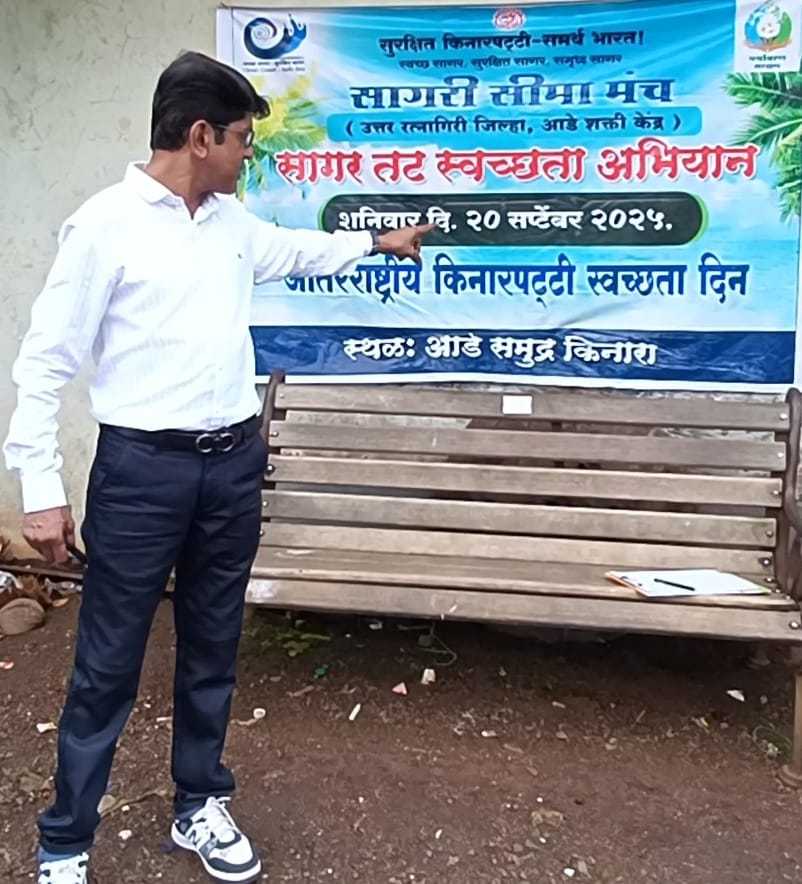 सुरक्षित किनारपट्टी-समर्थ भारत!
स्वच्छ सागर, सुरक्षित सागर, समृध्द सागर
सागरी सीमा मंच
( उत्तर रत्नागिरी जिल्हा, आडे शक्ती केंद्र )
सागर तट स्वच्छता अभियान
शनिवार दि. २० सप्टेंबर २०२५.
आंतरराष्ट्रीय किनारपट्टी स्वच्छता दिन
स्थळः आडे समुद्र किनारा